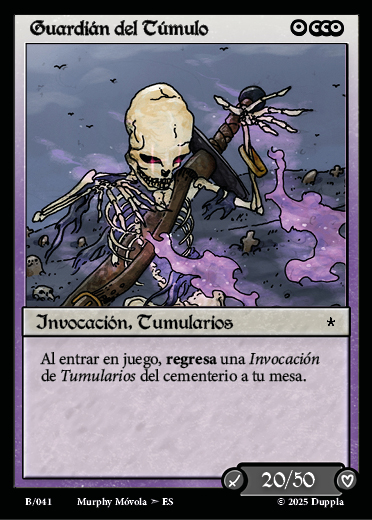 Guardián del Túmulo
Invocación, Tumularios *
Al entrar en juego, regresa una Invocación
de Tumularios del cementerio a tu mesa.
20/50
B/041 Murphy Móvola ➣ ES © 2025 Duppla